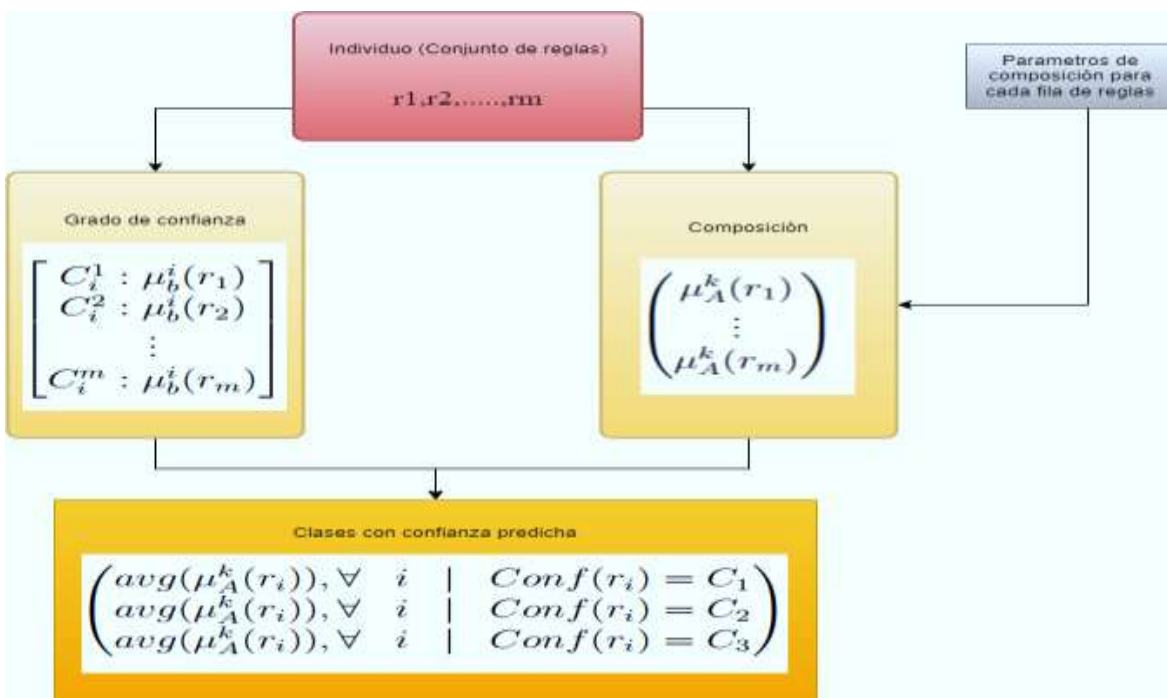 Individuo (Conjunto de reglas)
r1,r2,.....,rm
Parametros de
composición para
cada fila de reglas
Grado de confianza
C_i^1 : μ_b^i(r_1)
C_i^2 : μ_b^i(r_2)
⋮
C_i^m : μ_b^i(r_m)
Composición
μ_A^k(r_1)
⋮
μ_A^k(r_m)
Clases con confianza predicha
avg(μ_A^k(r_i)), ∀ i | Conf(r_i) = C_1
avg(μ_A^k(r_i)), ∀ i | Conf(r_i) = C_2
avg(μ_A^k(r_i)), ∀ i | Conf(r_i) = C_3